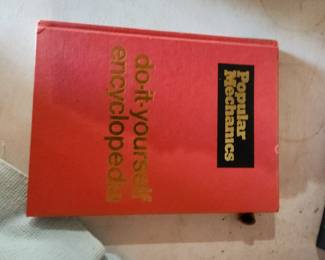 Popular
Mechanics
do-it-yourself
encyclopedia